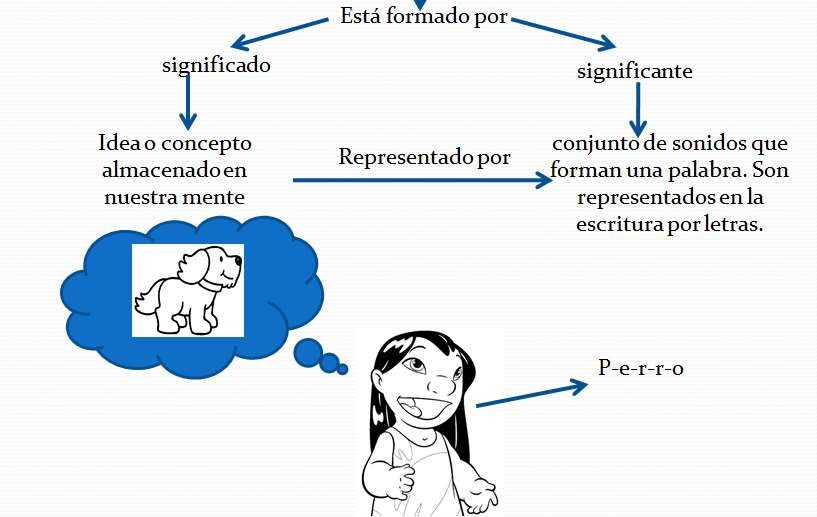 Está formado por
significado
significante
Idea o concepto
almacenado en
nuestra mente
Representado por
conjunto de sonidos que
forman una palabra. Son
representados en la
escritura por letras.
P-e-r-r-o